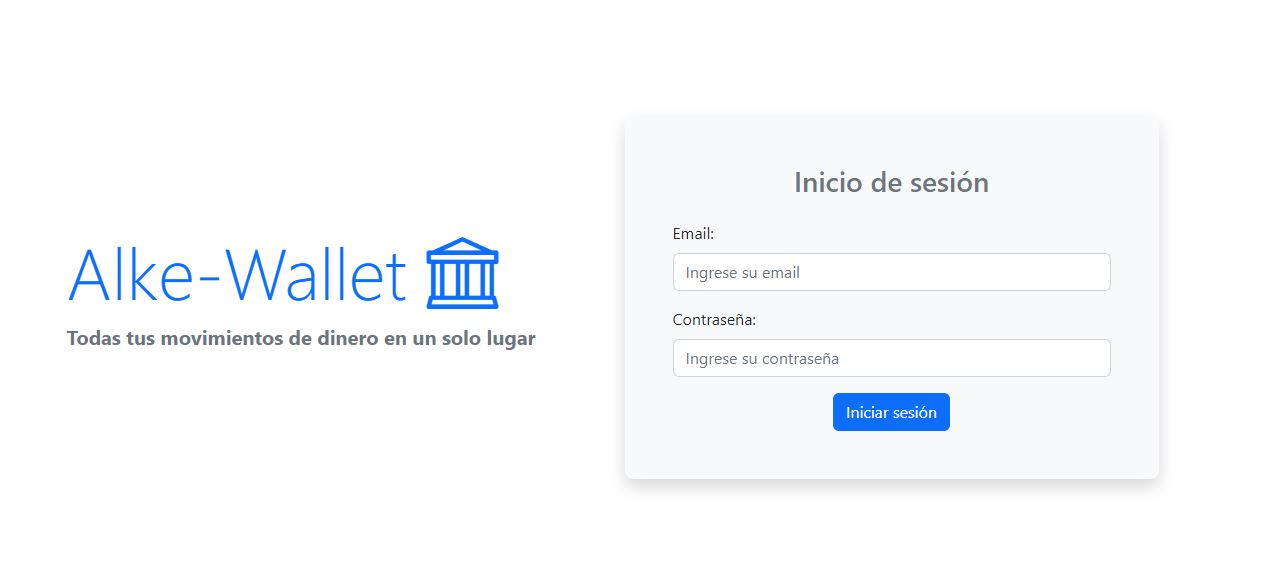 Alke-Wallet
Todas tus movimientos de dinero en un solo lugar
Inicio de sesión
Email:
Ingrese su email
Contraseña:
Ingrese su contraseña
Iniciar sesión